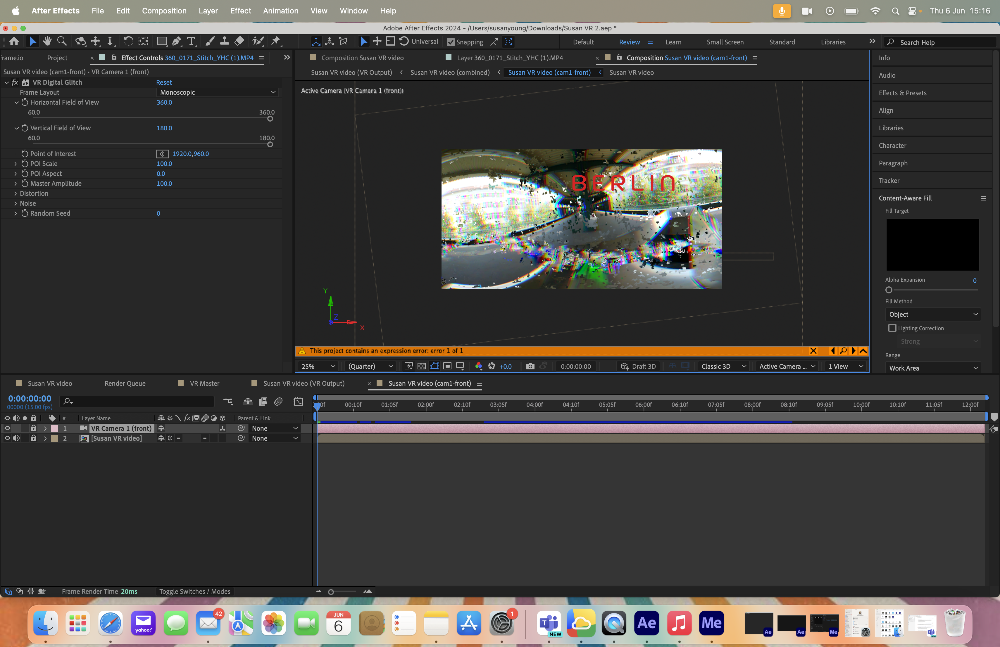 After Effects File Edit Composition Layer Effect Animation View Window Help Thu 6 Jun 15:16
Adobe After Effects 2024 - /Users/susanyoung/Downloads/Susan VR 2.aep *
Universal Snapping Default Review Learn Small Screen Standard Libraries Search Help
Frame.io Project Effect Controls 360_0171_Stitch_YHC (1).MP4
Susan VR video (cam1-front) • VR Camera 1 (front)
fx VR Digital Glitch Reset
Frame Layout Monoscopic
Horizontal Field of View 360.0
60.0 360.0
Vertical Field of View 180.0
60.0 180.0
Point of Interest 1920.0,960.0
POI Scale 100.0
POI Aspect 0.0
Master Amplitude 100.0
Distortion
Noise
Random Seed 0
Composition Susan VR video Layer 360_0171_Stitch_YHC (1).MP4 Composition Susan VR video (cam1-front)
Susan VR video (VR Output) Susan VR video (combined) Susan VR video (cam1-front) Susan VR video
Active Camera (VR Camera 1 (front))
BERLIN
Y
Z
X
This project contains an expression error: error 1 of 1
25% (Quarter) +0.0 0:00:00:00 Draft 3D Classic 3D Active Camera ... 1 View
Info
Audio
Effects & Presets
Align
Libraries
Character
Paragraph
Tracker
Content-Aware Fill
Fill Target
Alpha Expansion 0
Fill Method
Object
Lighting Correction
Strong
Range
Work Area
Susan VR video Render Queue VR Master Susan VR video (VR Output) Susan VR video (cam1-front)
0:00:00:00
00000 (15.00 fps)
00:10f 01:05f 02:00f 02:10f 03:05f 04:00f 04:10f 05:05f 06:00f 06:10f 07:05f 08:00f 08:10f 09:05f 10:00f 10:10f 11:05f 12:00f
# Layer Name fx Parent & Link
1 VR Camera 1 (front) None
2 [Susan VR video] None
Frame Render Time 20ms Toggle Switches / Modes
yahoo! 42 JUN 6 1 T NEW Ae Me Ae Ae Me